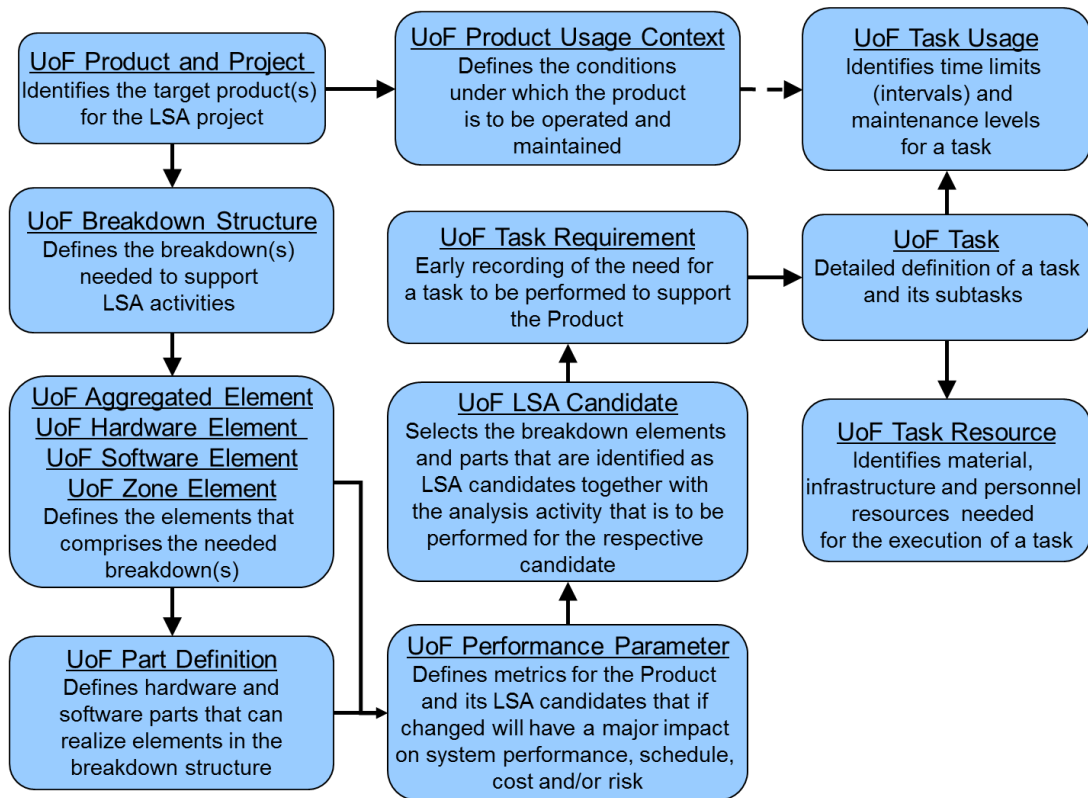 UoF Product and Project
Identifies the target product(s)
for the LSA project
UoF Product Usage Context
Defines the conditions
under which the product
is to be operated and
maintained
UoF Task Usage
Identifies time limits
(intervals) and
maintenance levels
for a task
UoF Breakdown Structure
Defines the breakdown(s)
needed to support
LSA activities
UoF Task Requirement
Early recording of the need for
a task to be performed to support
the Product
UoF Task
Detailed definition of a task
and its subtasks
UoF Aggregated Element
UoF Hardware Element
UoF Software Element
UoF Zone Element
Defines the elements that
comprises the needed
breakdown(s)
UoF LSA Candidate
Selects the breakdown elements
and parts that are identified as
LSA candidates together with
the analysis activity that is to be
performed for the respective
candidate
UoF Task Resource
Identifies material,
infrastructure and personnel
resources needed
for the execution of a task
UoF Part Definition
Defines hardware and
software parts that can
realize elements in the
breakdown structure
UoF Performance Parameter
Defines metrics for the Product
and its LSA candidates that if
changed will have a major impact
on system performance, schedule,
cost and/or risk